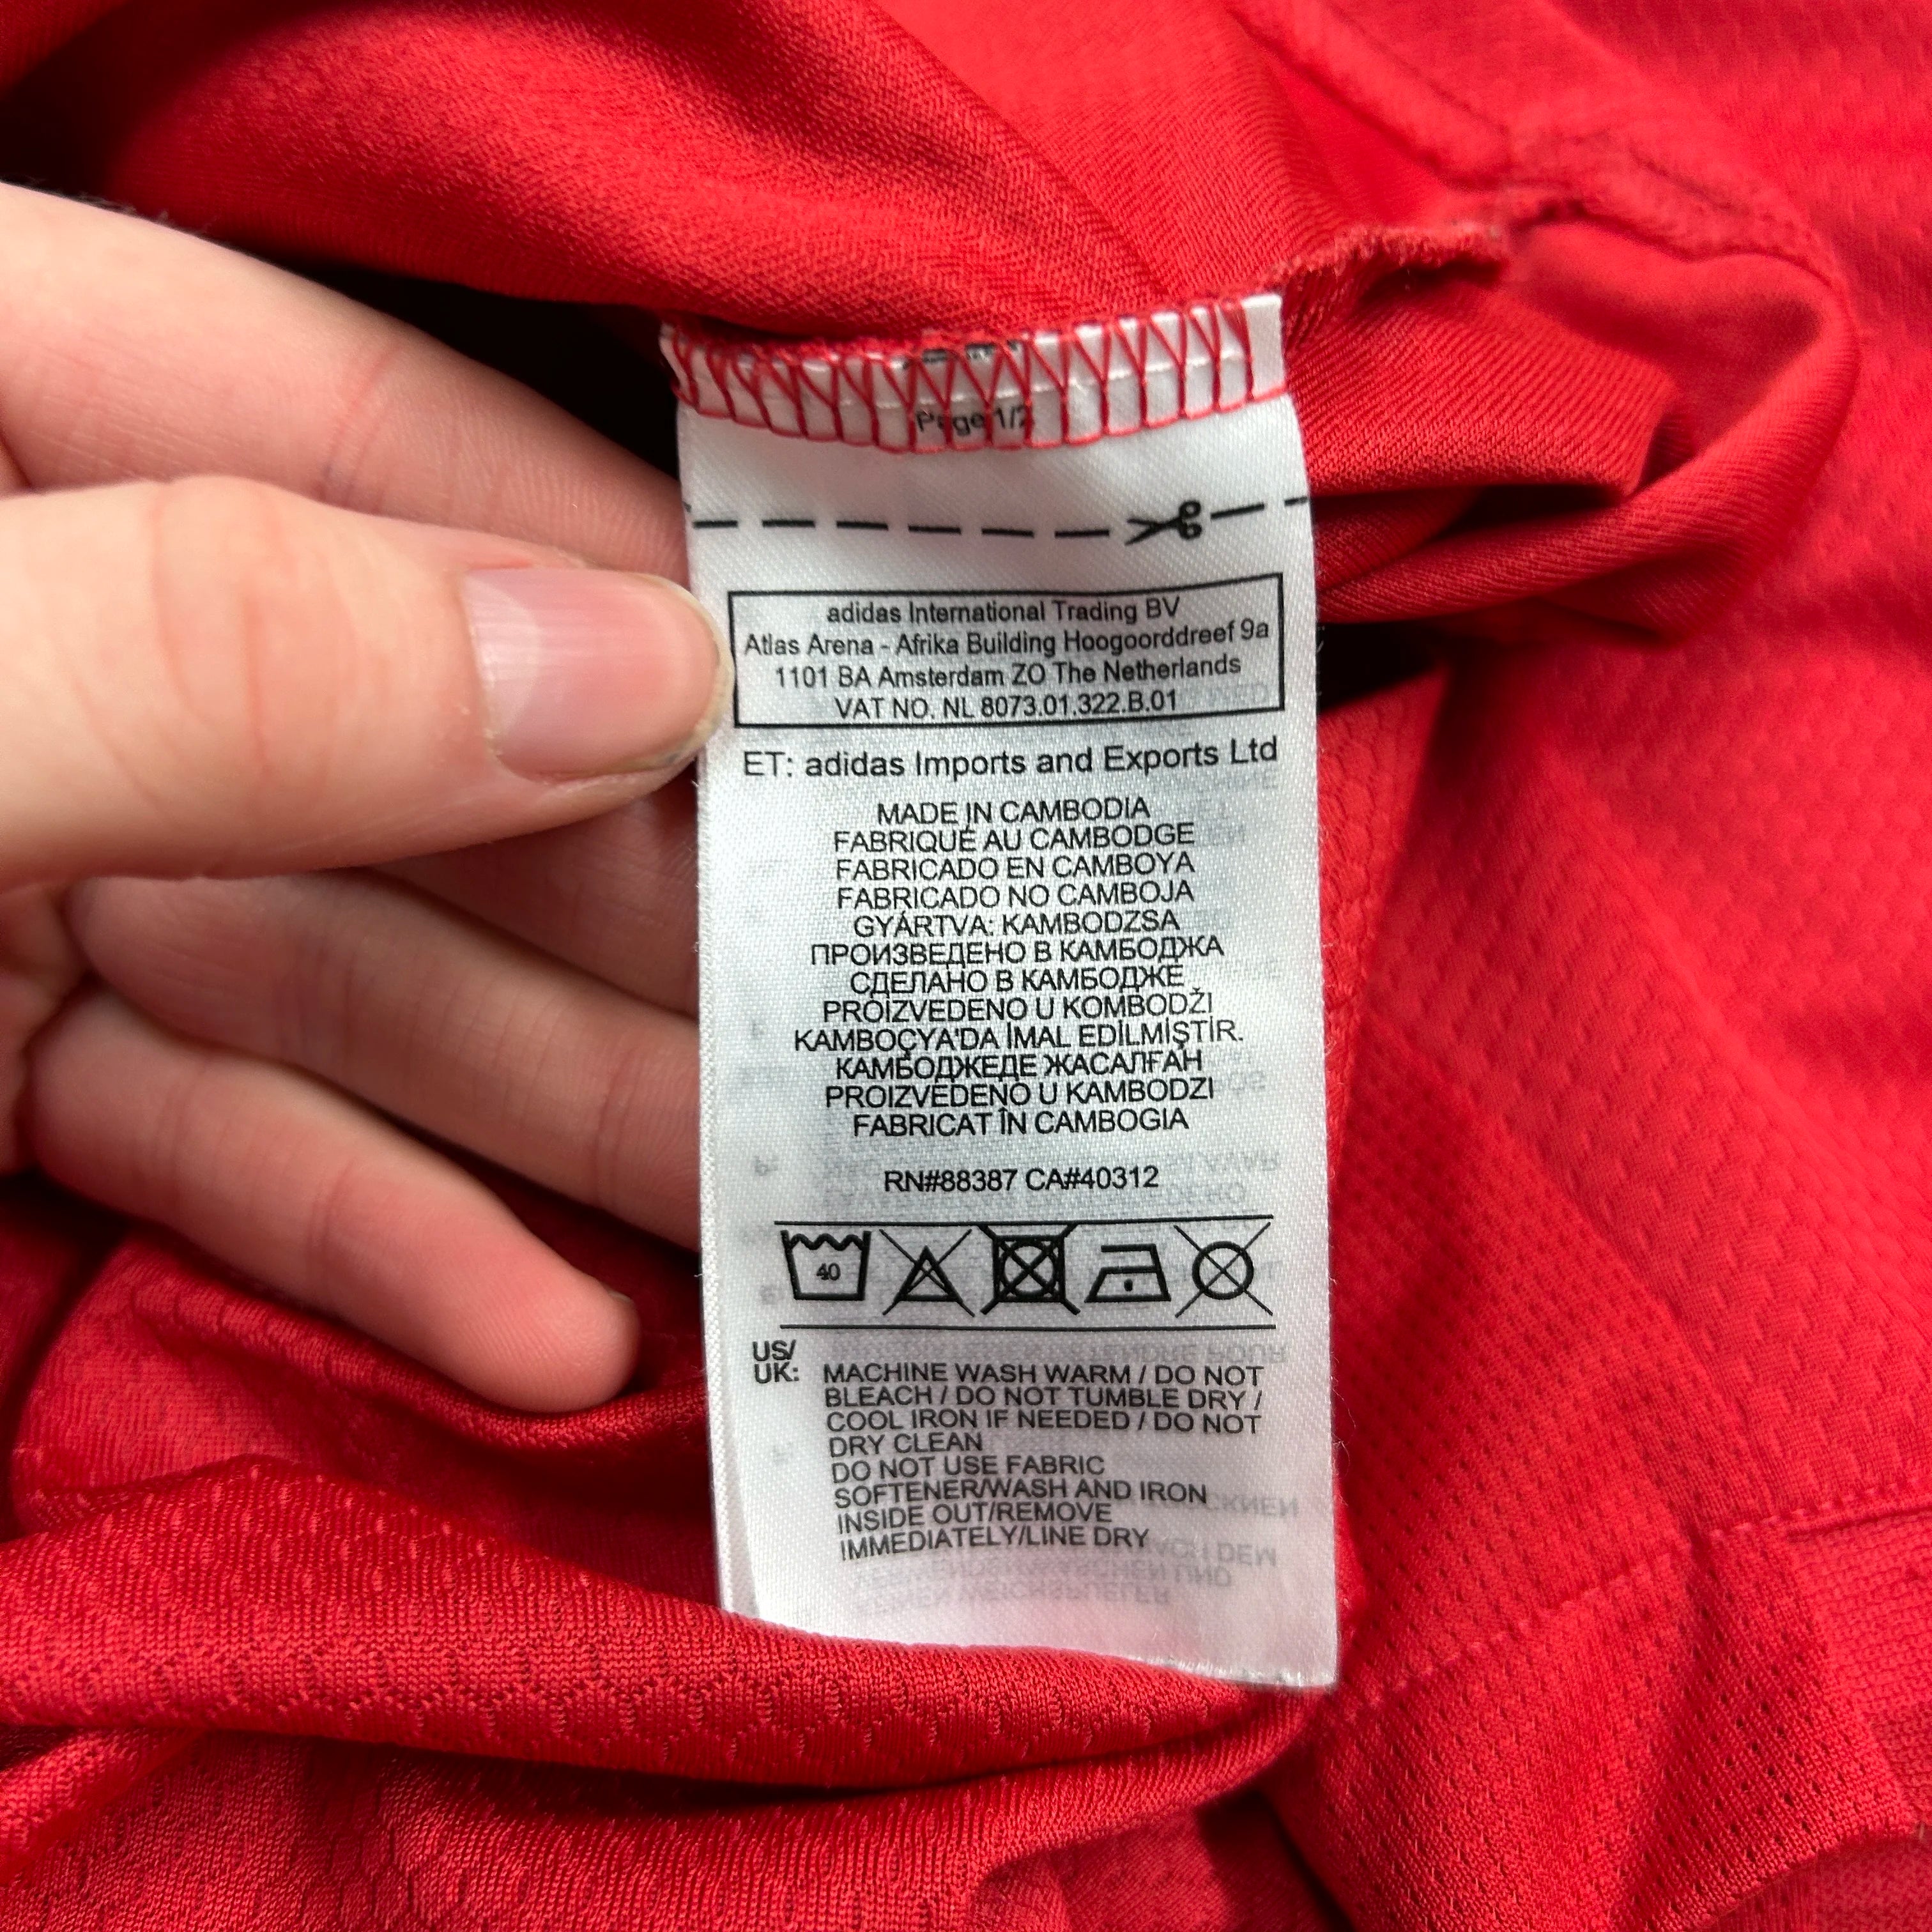 Page 1/2
adidas International Trading BV
Atlas Arena - Afrika Building Hoogoorddreef 9a
1101 BA Amsterdam ZO The Netherlands
VAT NO. NL 8073.01.322.B.01
ET: adidas Imports and Exports Ltd
MADE IN CAMBODIA
FABRIQUÉ AU CAMBODGE
FABRICADO EN CAMBOYA
FABRICADO NO CAMBOJA
GYÁRTVA: KAMBODZSA
ПРОИЗВЕДЕНО В КАМБОДЖА
СДЕЛАНО В КАМБОДЖЕ
PROIZVEDENO U KOMBODŽI
KAMBOÇYA'DA İMAL EDİLMİŞTİR.
КАМБОДЖЕДЕ ЖАСАЛҒАН
PROIZVEDENO U KAMBODZI
FABRICAT ÎN CAMBOGIA
RN#88387 CA#40312
40
US/
UK: MACHINE WASH WARM / DO NOT
BLEACH / DO NOT TUMBLE DRY /
COOL IRON IF NEEDED / DO NOT
DRY CLEAN
DO NOT USE FABRIC
SOFTENER/WASH AND IRON
INSIDE OUT/REMOVE
IMMEDIATELY/LINE DRY